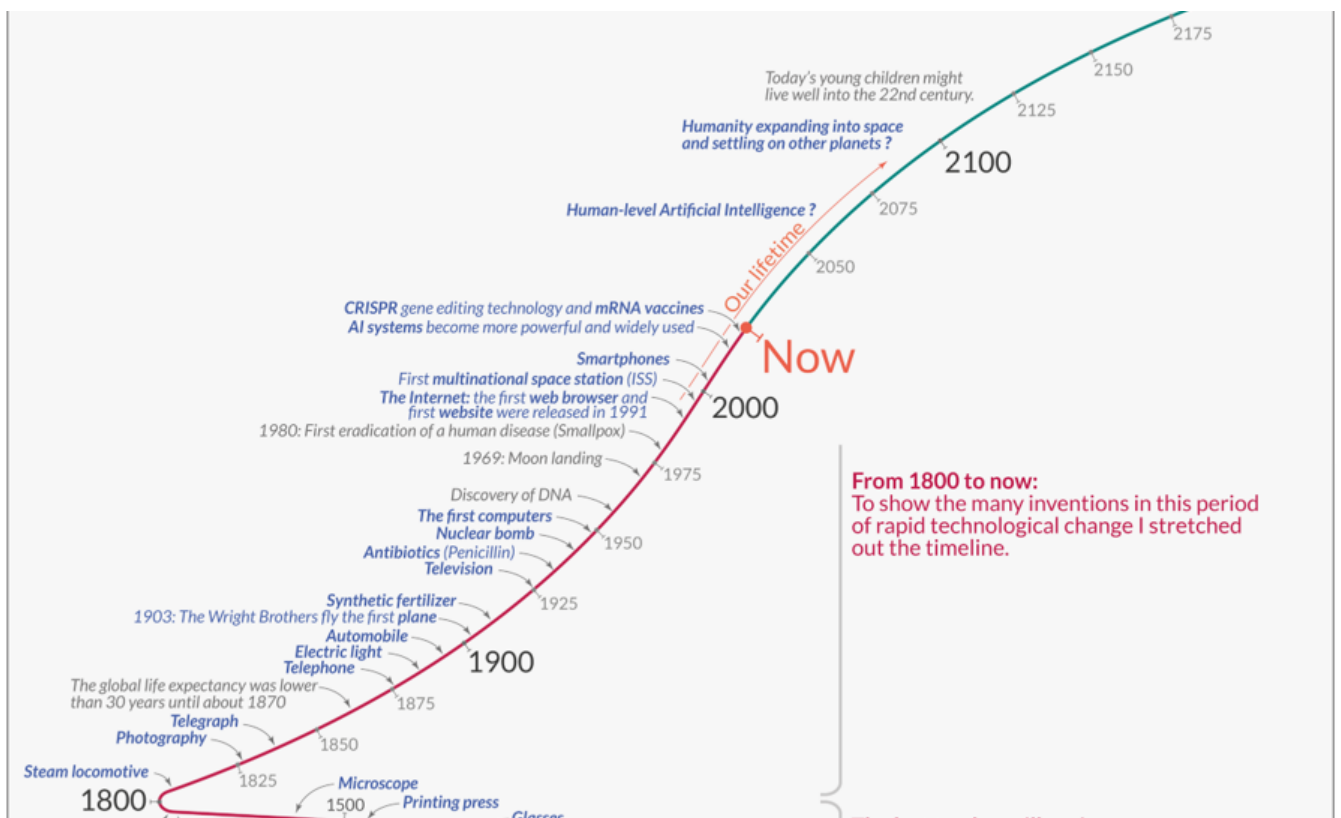 2175
2150
Today's young children might
live well into the 22nd century.
2125
Humanity expanding into space
and settling on other planets ?
2100
Human-level Artificial Intelligence ?
2075
Our lifetime
2050
CRISPR gene editing technology and mRNA vaccines
AI systems become more powerful and widely used
Now
Smartphones
First multinational space station (ISS)
The Internet: the first web browser and
first website were released in 1991
2000
1980: First eradication of a human disease (Smallpox)
1969: Moon landing
1975
From 1800 to now:
To show the many inventions in this period
of rapid technological change I stretched
out the timeline.
Discovery of DNA
The first computers
Nuclear bomb
1950
Antibiotics (Penicillin)
Television
1925
Synthetic fertilizer
1903: The Wright Brothers fly the first plane
Automobile
Electric light
1900
Telephone
The global life expectancy was lower
than 30 years until about 1870
1875
Telegraph
Photography
1850
Steam locomotive
1825
1800
Microscope
1500
Printing press
Glasses